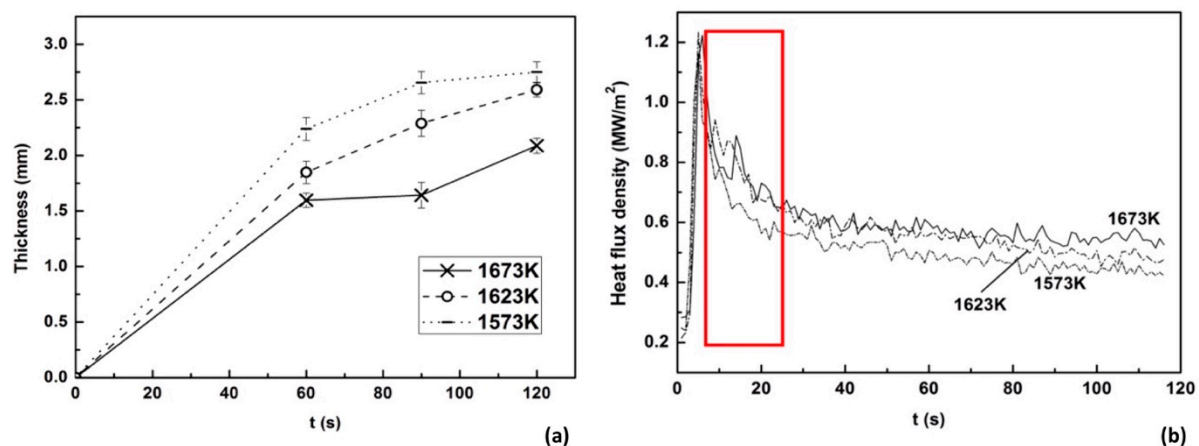 3.0
2.5
2.0
1.5
1.0
0.5
0.0
Thickness (mm)
1673K
1623K
1573K
0 20 40 60 80 100 120
t (s)
(a)
1.2
1.0
0.8
0.6
0.4
0.2
Heat flux density (MW/m²)
1673K
1573K
1623K
0 20 40 60 80 100 120
t (s)
(b)